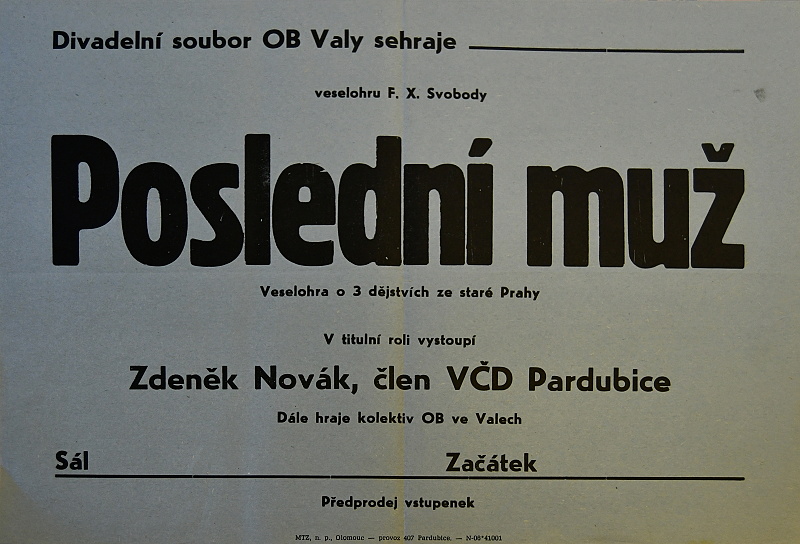 Divadelní soubor OB Valy sehraje
veselohru F. X. Svobody
Poslední muž
Veselohra o 3 dějstvích ze staré Prahy
V titulní roli vystoupí
Zdeněk Novák, člen VČD Pardubice
Dále hraje kolektiv OB ve Valech
Sál Začátek
Předprodej vstupenek
MTZ, n. p., Olomouc — provoz 407 Pardubice. — N-06*41001